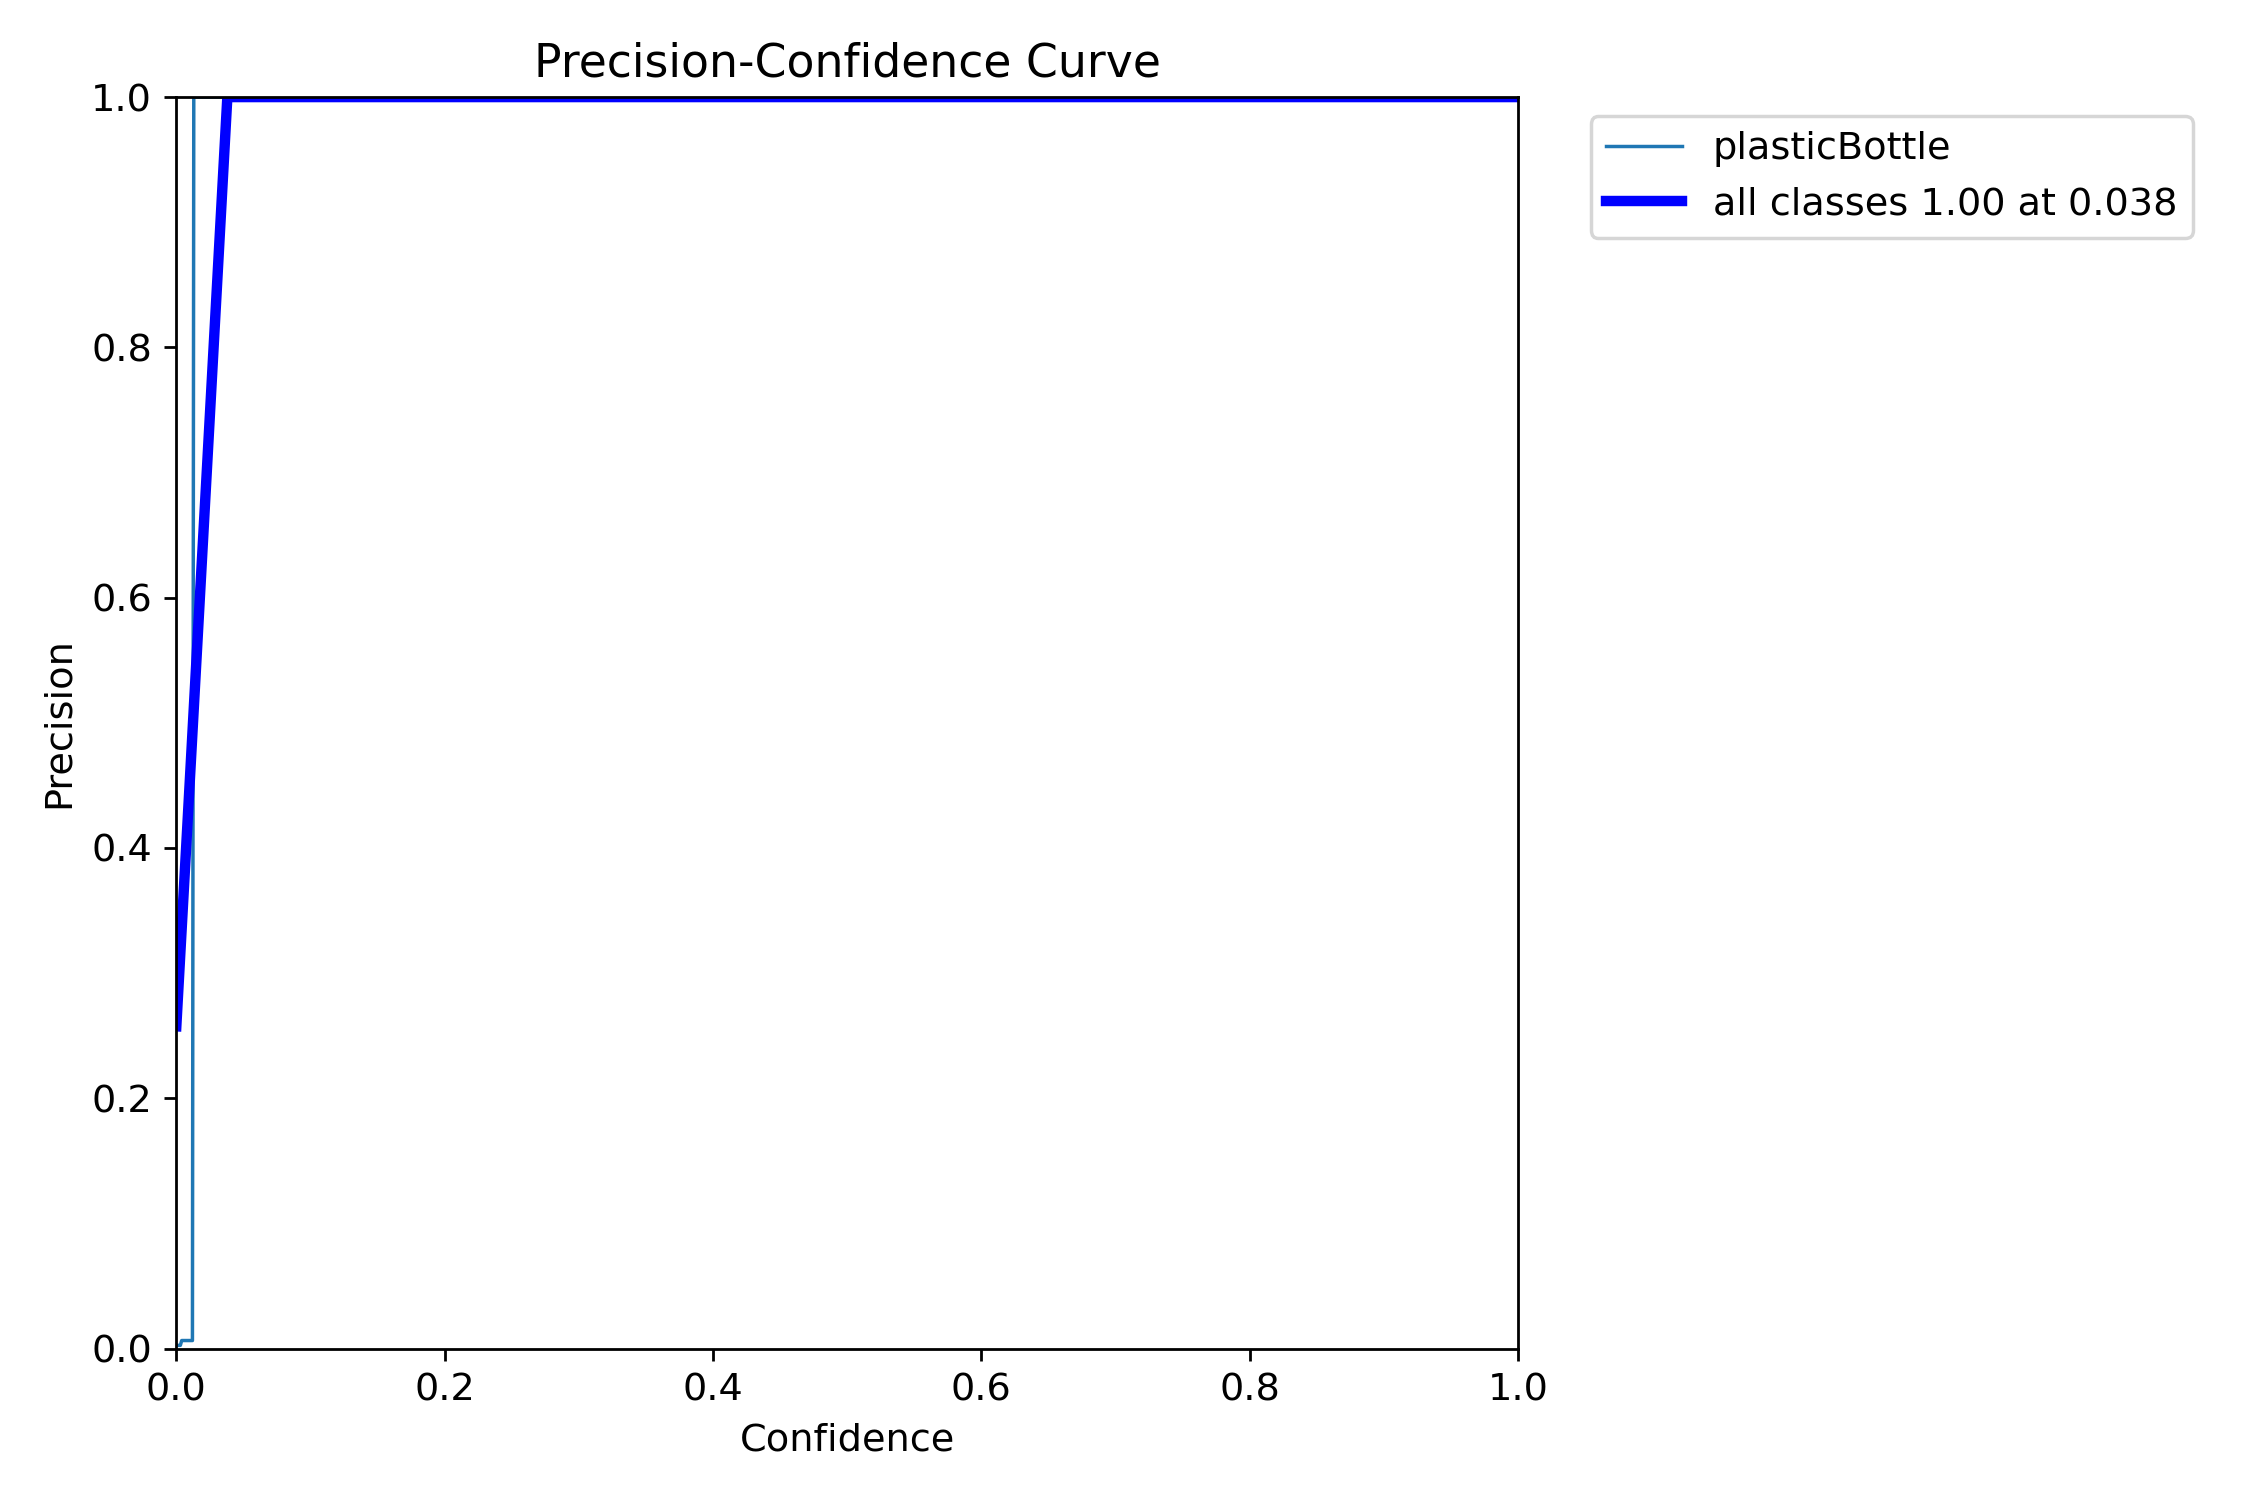 Precision-Confidence Curve
1.0
0.8
0.6
0.4
0.2
0.0
Precision
0.0 0.2 0.4 0.6 0.8 1.0
Confidence
plasticBottle
all classes 1.00 at 0.038